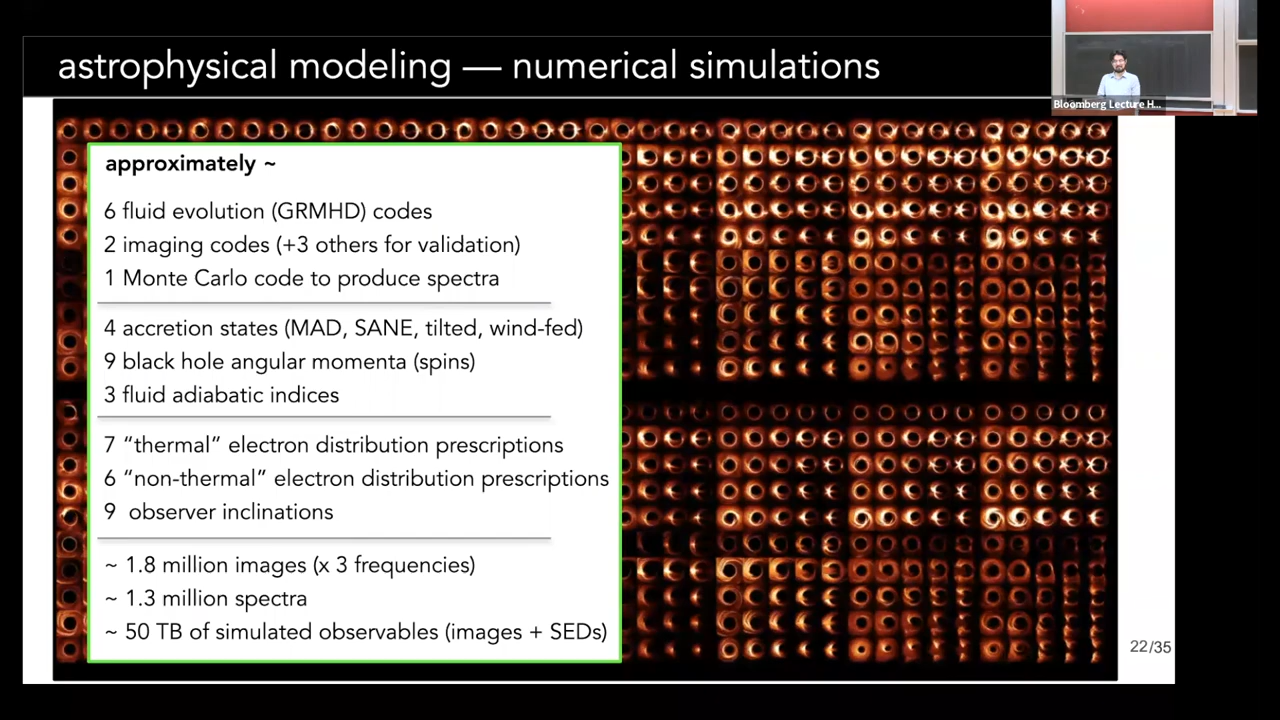 astrophysical modeling — numerical simulations
Bloomberg Lecture H...
approximately ~
6 fluid evolution (GRMHD) codes
2 imaging codes (+3 others for validation)
1 Monte Carlo code to produce spectra
4 accretion states (MAD, SANE, tilted, wind-fed)
9 black hole angular momenta (spins)
3 fluid adiabatic indices
7 “thermal” electron distribution prescriptions
6 “non-thermal” electron distribution prescriptions
9 observer inclinations
~ 1.8 million images (x 3 frequencies)
~ 1.3 million spectra
~ 50 TB of simulated observables (images + SEDs)
22/35